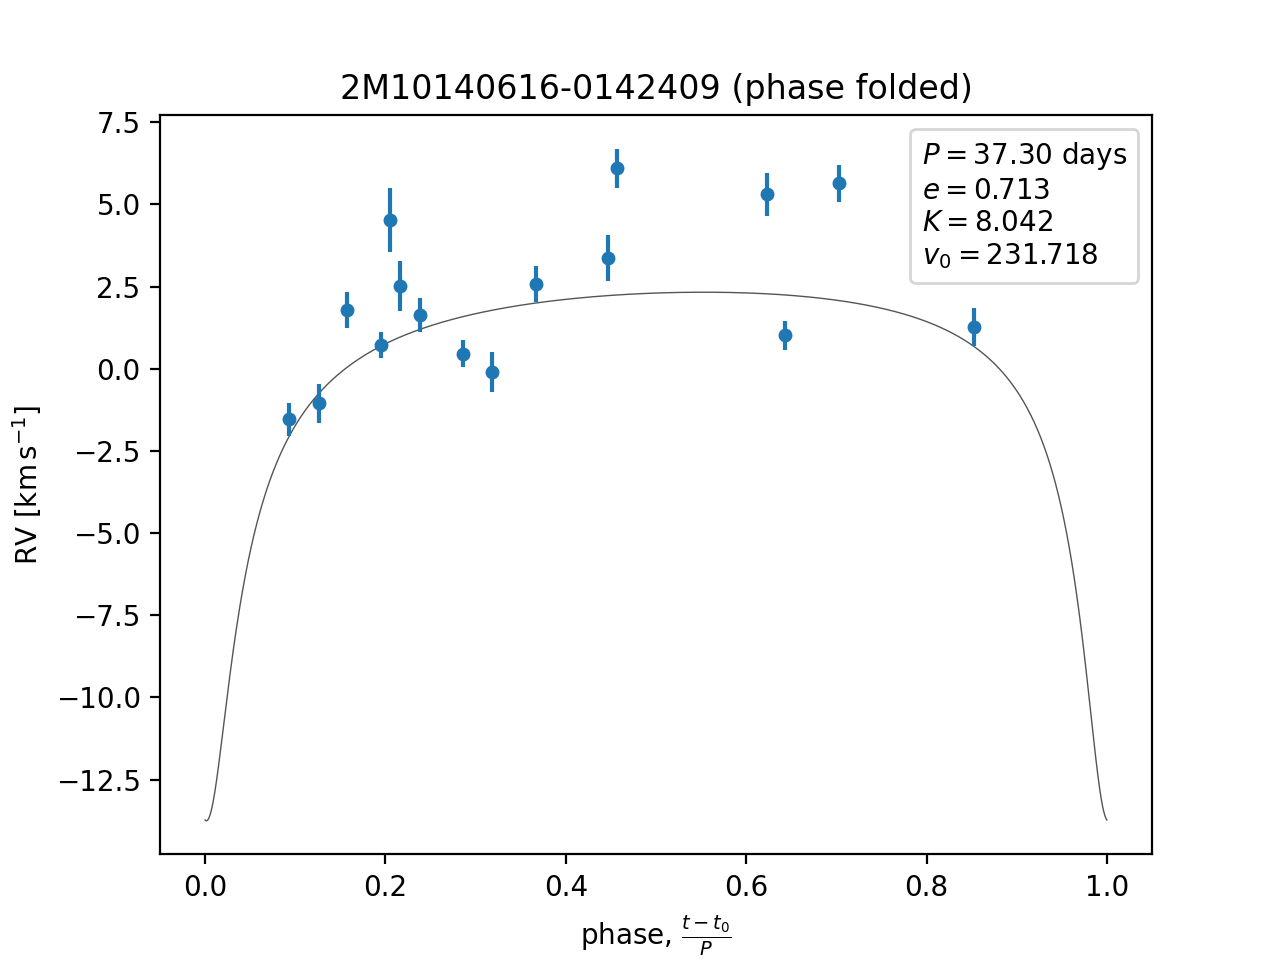 2M10140616-0142409 (phase folded)
P = 37.30 days
e = 0.713
K = 8.042
v₀ = 231.718
7.5
5.0
2.5
0.0
−2.5
−5.0
−7.5
−10.0
−12.5
RV [km s⁻¹]
0.0 0.2 0.4 0.6 0.8 1.0
phase, (t − t₀)/P